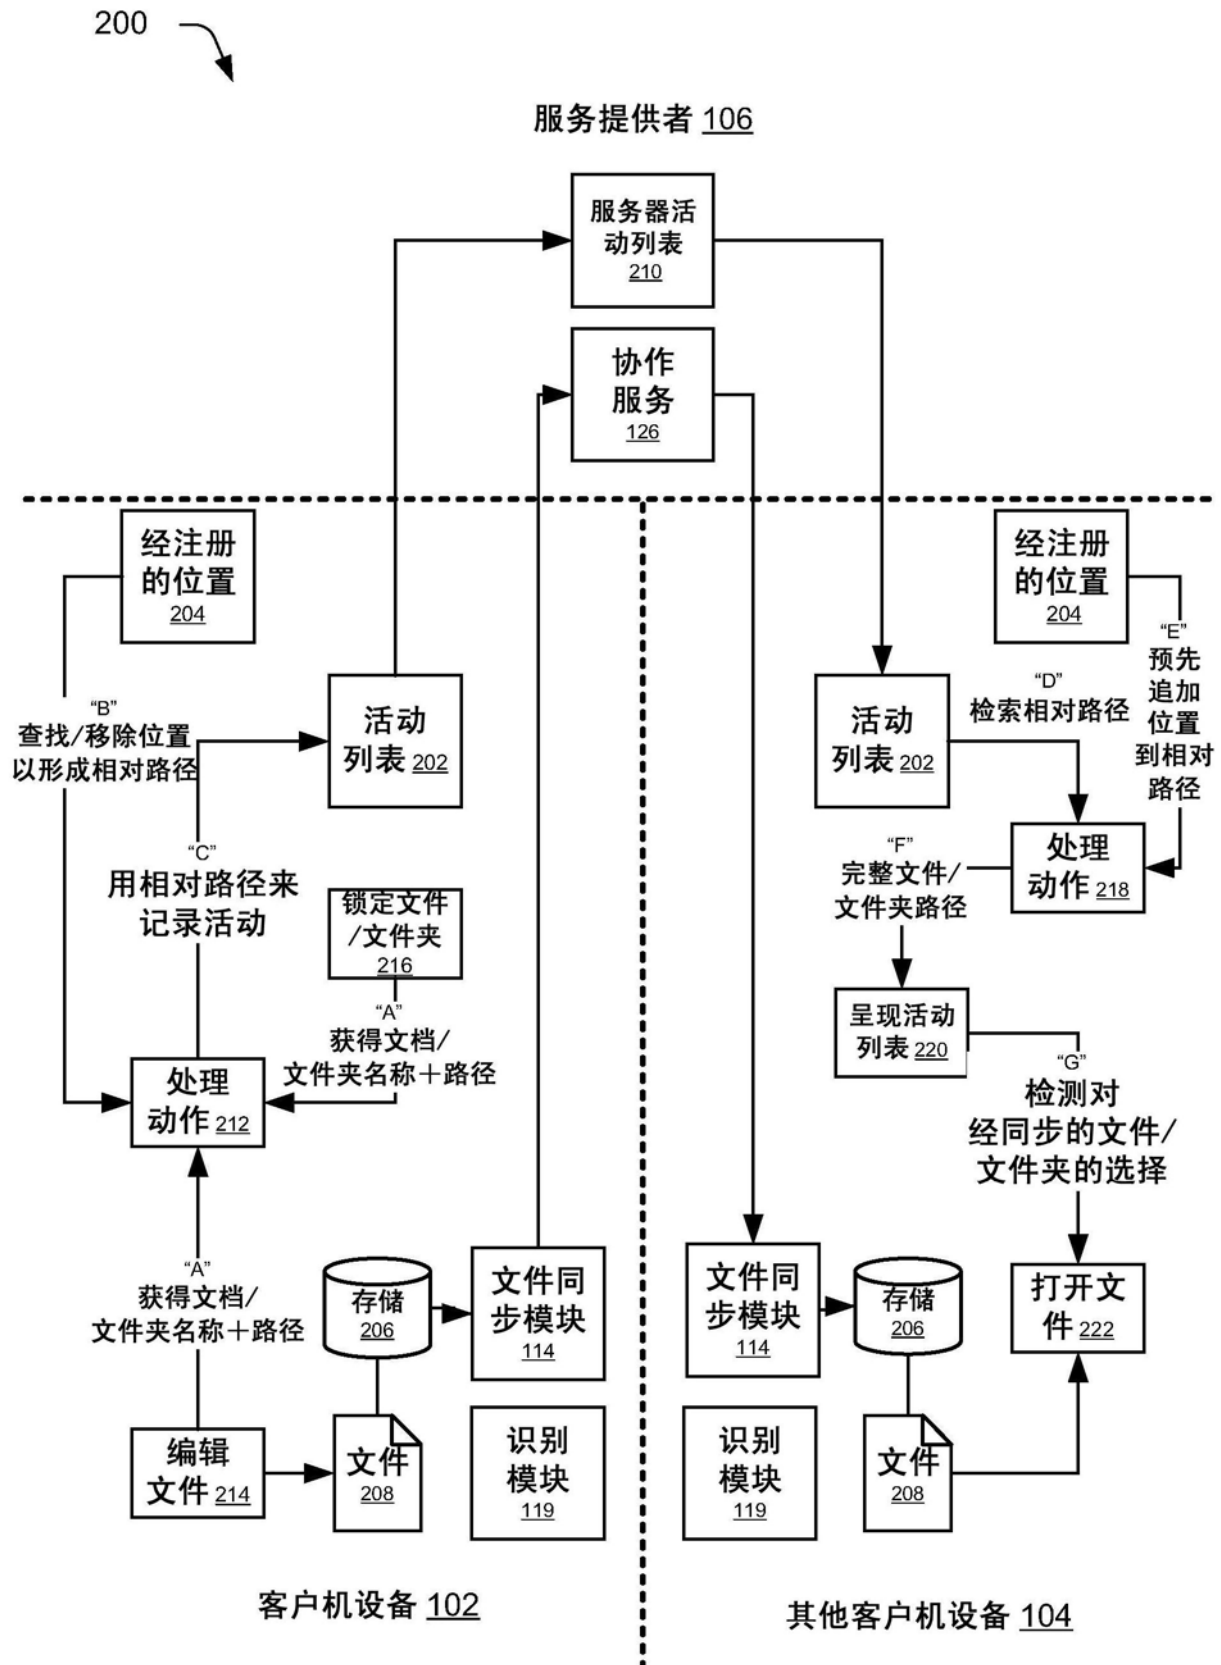 200
服务提供者 106
服务器活
动列表
210
协作
服务
126
经注册
的位置
204
“B”
查找/移除位置
以形成相对路径
活动
列表 202
“C”
用相对路径来
记录活动
锁定文件
/文件夹
216
“A”
获得文档/
文件夹名称＋路径
处理
动作 212
“A”
获得文档/
文件夹名称＋路径
存储
206
文件同
步模块
114
编辑
文件 214
文件
208
识别
模块
119
客户机设备 102
经注册
的位置
204
“E”
预先
追加
位置
到相对
路径
“D”
检索相对路径
活动
列表 202
处理
动作 218
“F”
完整文件/
文件夹路径
呈现活动
列表 220
“G”
检测对
经同步的文件/
文件夹的选择
文件同
步模块
114
存储
206
打开文
件 222
识别
模块
119
文件
208
其他客户机设备 104